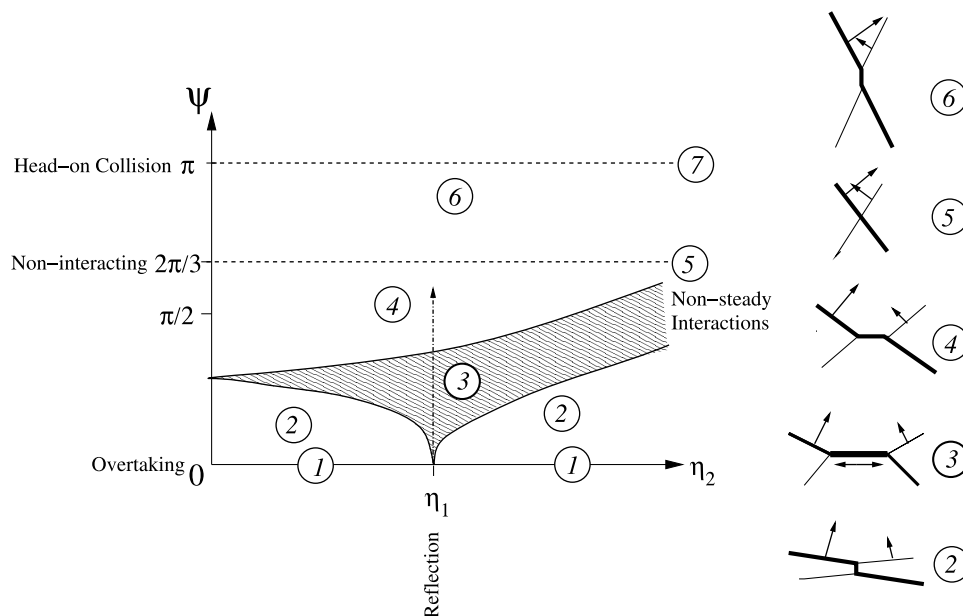 ψ
Head–on Collision π
7
6
6
Non–interacting 2π/3
5
5
π/2
4
Non–steady
Interactions
4
3
3
2
2
2
Overtaking 0
1
1
η1
η2
Reflection